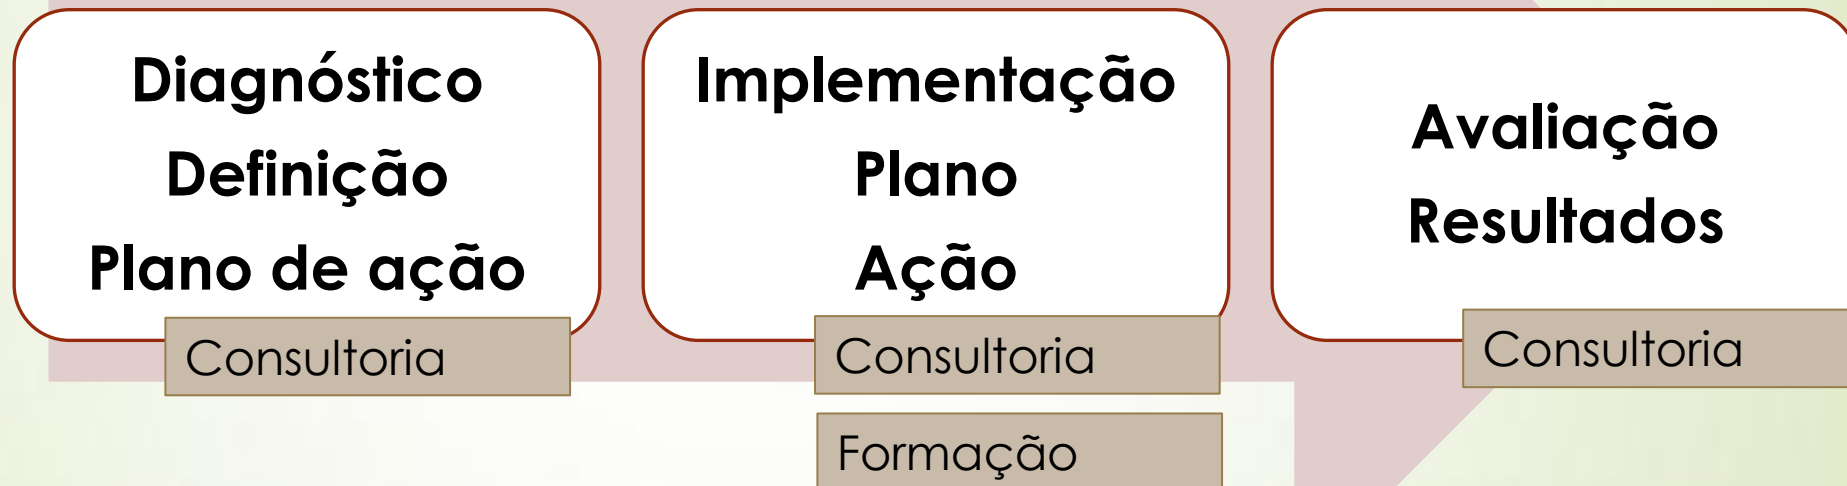 Diagnóstico
Definição
Plano de ação
Consultoria
Implementação
Plano
Ação
Consultoria
Formação
Avaliação
Resultados
Consultoria